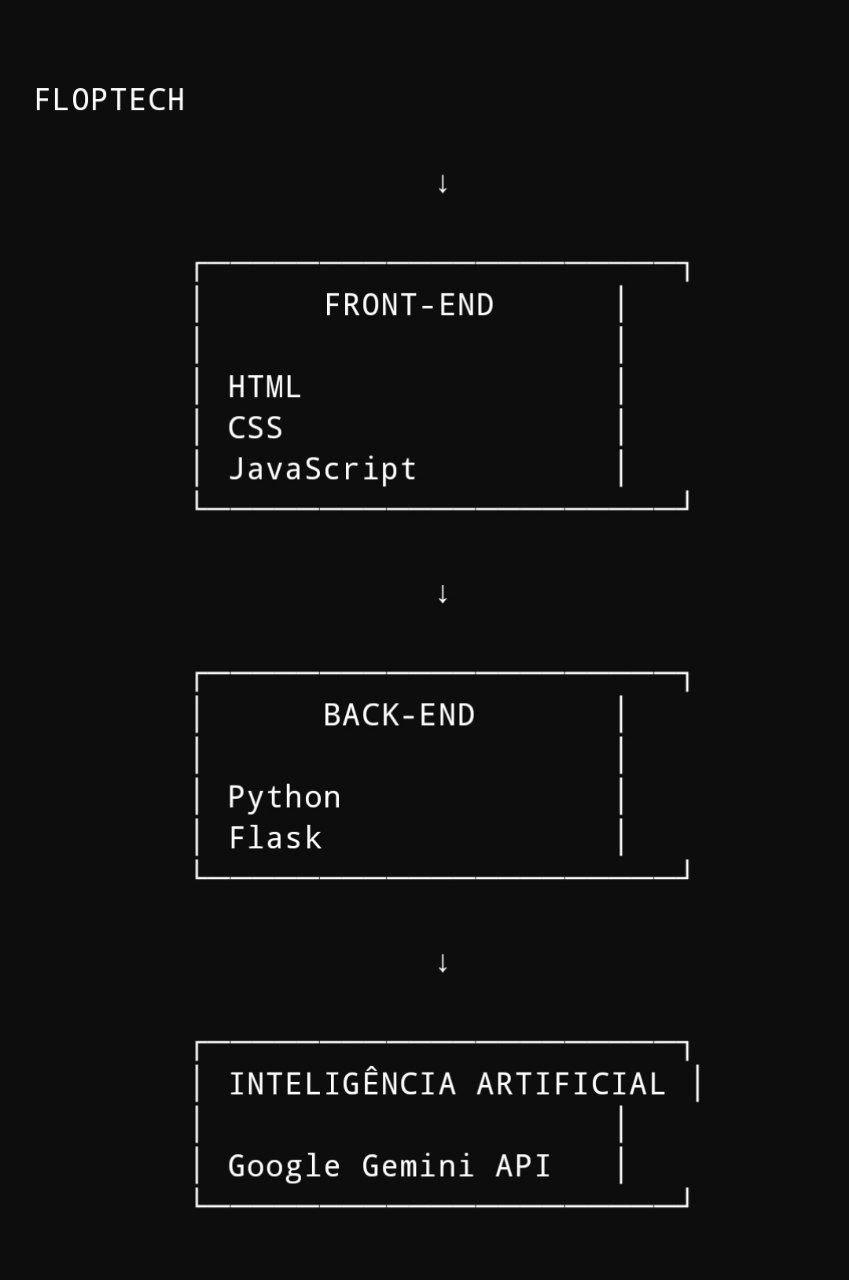 FLOPTECH
↓
FRONT-END
HTML
CSS
JavaScript
↓
BACK-END
Python
Flask
↓
INTELIGÊNCIA ARTIFICIAL
Google Gemini API